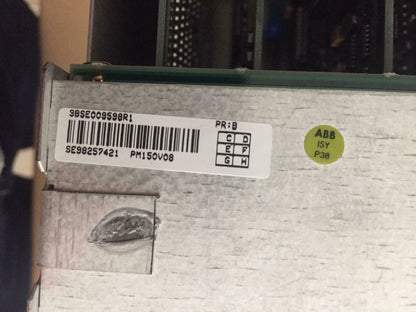 3BSE009598R1
PR:B
C D
E F
G H
SE98257421 PM150V08
ABB
ISY
P38